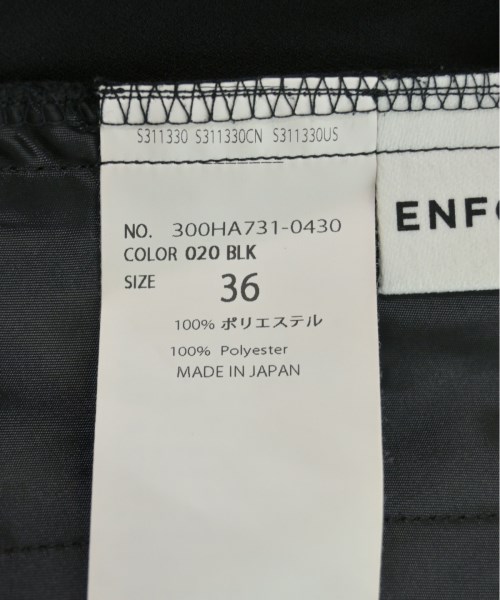 S311330 S311330CN S311330US
NO. 300HA731-0430
COLOR 020 BLK
SIZE 36
100% ポリエステル
100% Polyester
MADE IN JAPAN